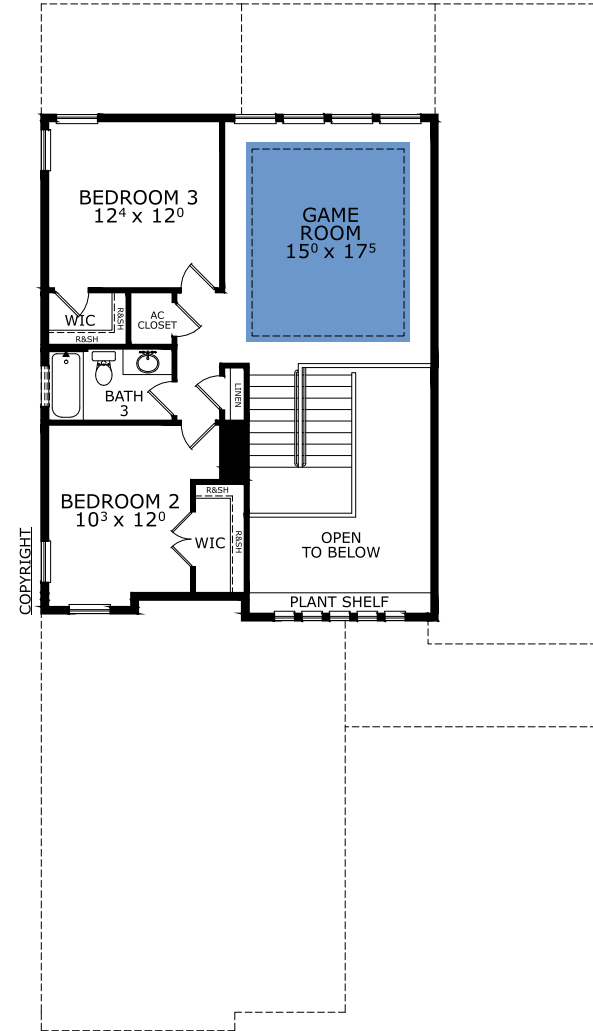 BEDROOM 3
12⁴ x 12⁰
GAME
ROOM
15⁰ x 17⁵
WIC
R&SH
R&SH
AC
CLOSET
BATH
3
LINEN
BEDROOM 2
10³ x 12⁰
R&SH
WIC
R&SH
OPEN
TO BELOW
PLANT SHELF
COPYRIGHT